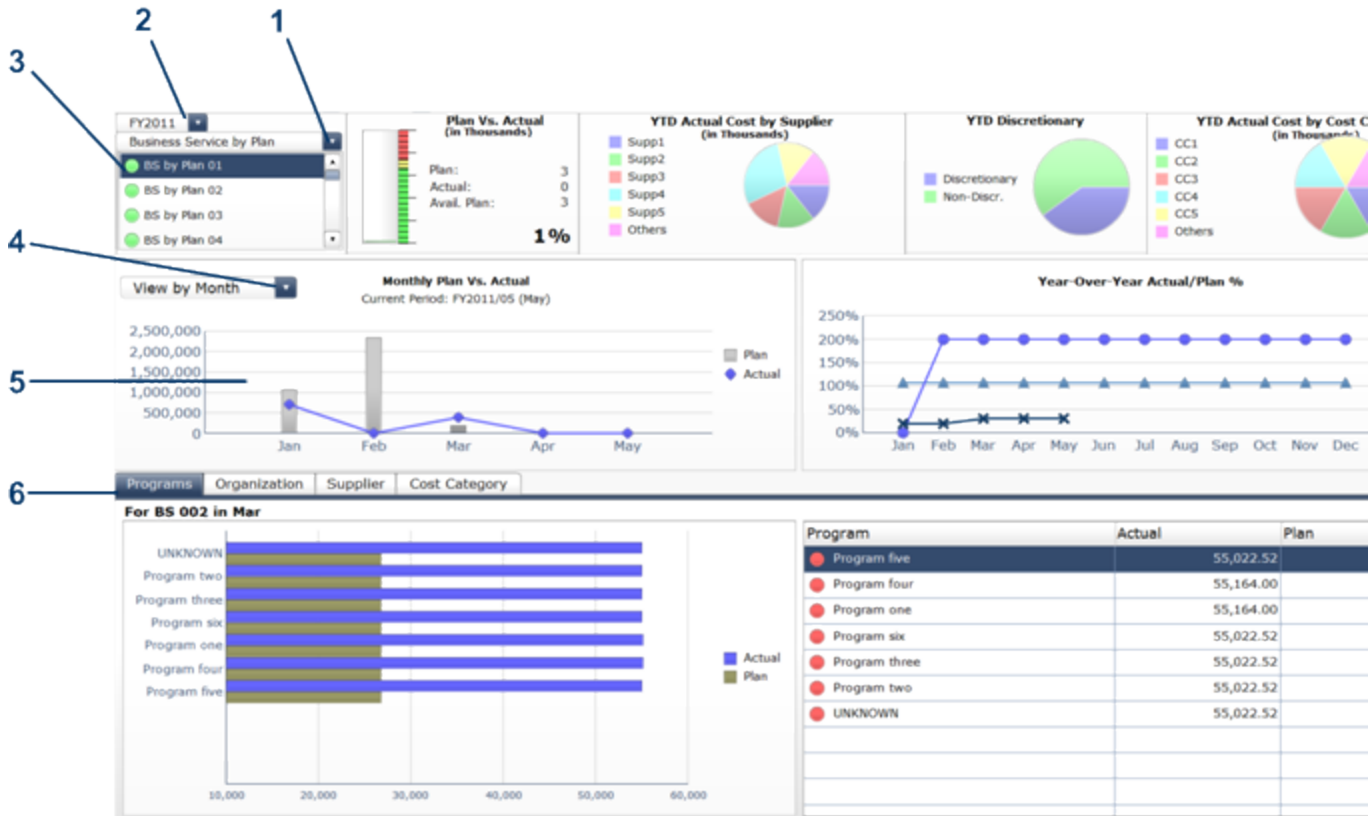 2
1
3
FY2011
Business Service by Plan
BS by Plan 01
BS by Plan 02
BS by Plan 03
BS by Plan 04
Plan Vs. Actual
(in Thousands)
Plan: 3
Actual: 0
Avail. Plan: 3
1%
YTD Actual Cost by Supplier
(in Thousands)
Supp1
Supp2
Supp3
Supp4
Supp5
Others
YTD Discretionary
Discretionary
Non-Discr.
YTD Actual Cost by Cost C
(in Thousands)
CC1
CC2
CC3
CC4
CC5
Others
4
View by Month
Monthly Plan Vs. Actual
Current Period: FY2011/05 (May)
2,500,000
2,000,000
1,500,000
1,000,000
500,000
0
Jan Feb Mar Apr May
Plan
Actual
5
Year-Over-Year Actual/Plan %
250%
200%
150%
100%
50%
0%
Jan Feb Mar Apr May Jun Jul Aug Sep Oct Nov Dec
6
Programs Organization Supplier Cost Category
For BS 002 in Mar
UNKNOWN
Program two
Program three
Program six
Program one
Program four
Program five
10,000 20,000 30,000 40,000 50,000 60,000
Actual
Plan
Program Actual Plan
Program five 55,022.52
Program four 55,164.00
Program one 55,164.00
Program six 55,022.52
Program three 55,022.52
Program two 55,022.52
UNKNOWN 55,022.52